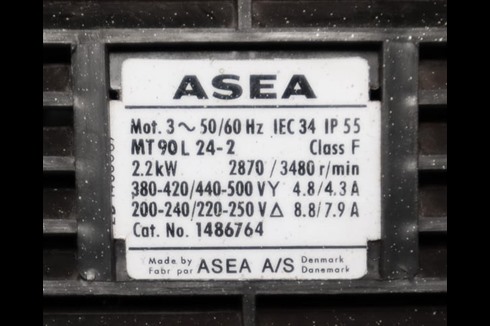 ASEA
Mot. 3~ 50/60 Hz IEC 34 IP 55
MT 90 L 24-2 Class F
2.2 kW 2870 / 3480 r/min
380-420/440-500 V Y 4.8/4.3 A
200-240/220-250 V Δ 8.8/7.9 A
Cat. No. 1486764
Made by
Fabr par ASEA A/S Denmark
Danemark